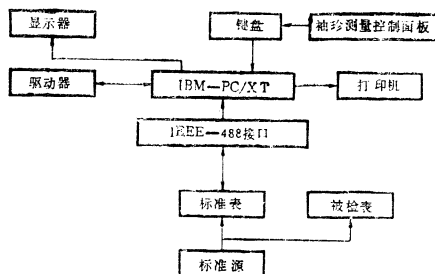 显示器
键盘
袖珍测量控制面板
驱动器
IBM—PC/XT
打印机
IEEE—488接口
标准表
被检表
标准源